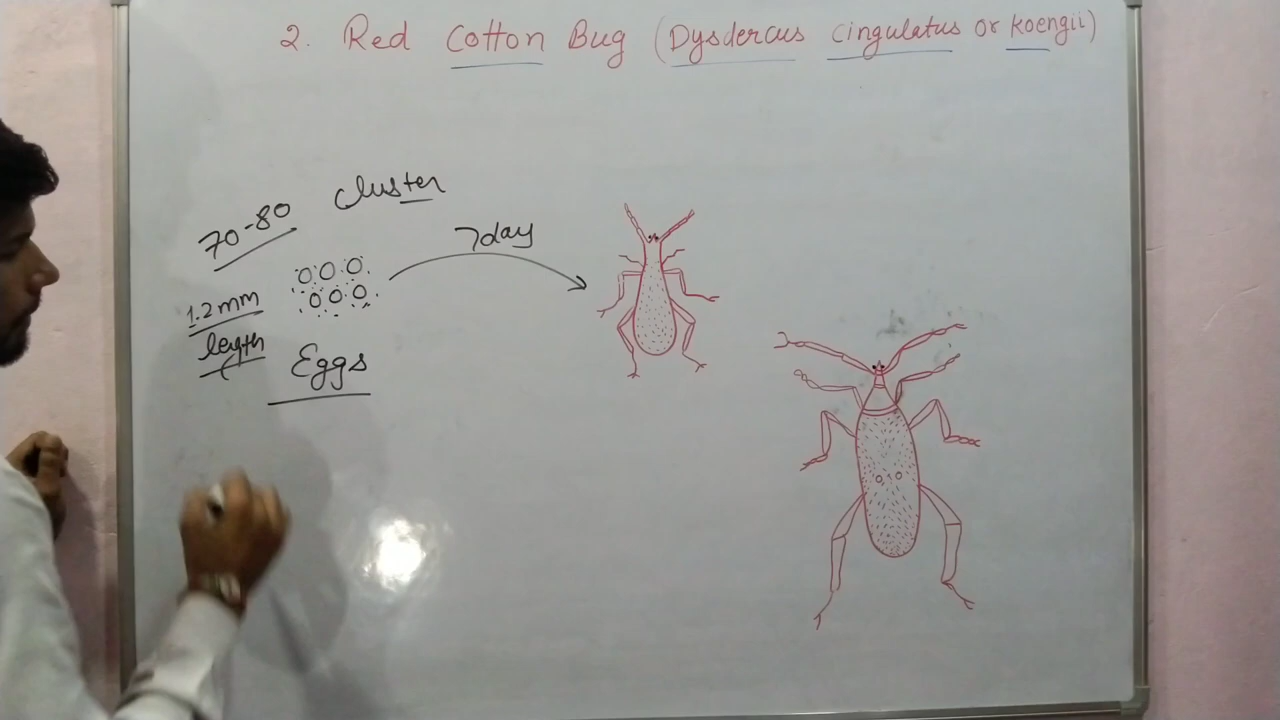 2. Red Cotton Bug (Dysdercus cingulatus or koengii)
cluster
70-80
7day
1.2mm
length
Eggs